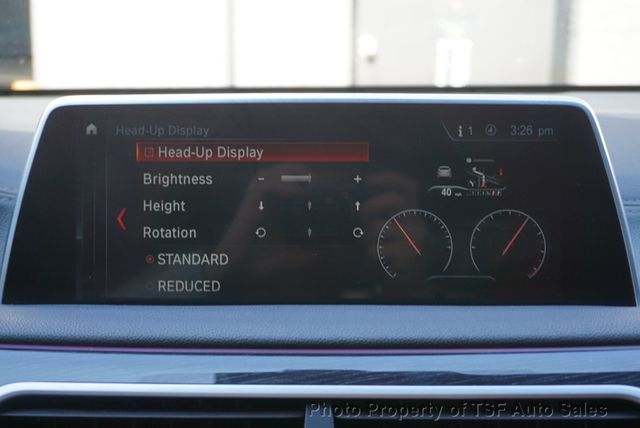 Head-Up Display
i 1 3:26 pm
Head-Up Display
Brightness - +
Height
Rotation
STANDARD
REDUCED
40 mph
Photo Property of TSF Auto Sales